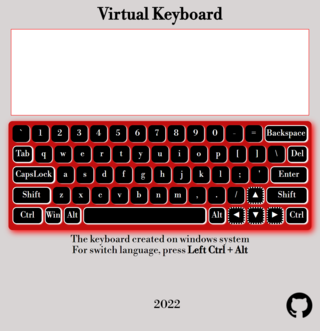 Virtual Keyboard
` 1 2 3 4 5 6 7 8 9 0 - = Backspace
Tab q w e r t y u i o p [ ] \ Del
CapsLock a s d f g h j k l ; ' Enter
Shift z x c v b n m , . / ▲ Shift
Ctrl Win Alt Alt ◄ ▼ ► Ctrl
The keyboard created on windows system
For switch language, press Left Ctrl + Alt
2022